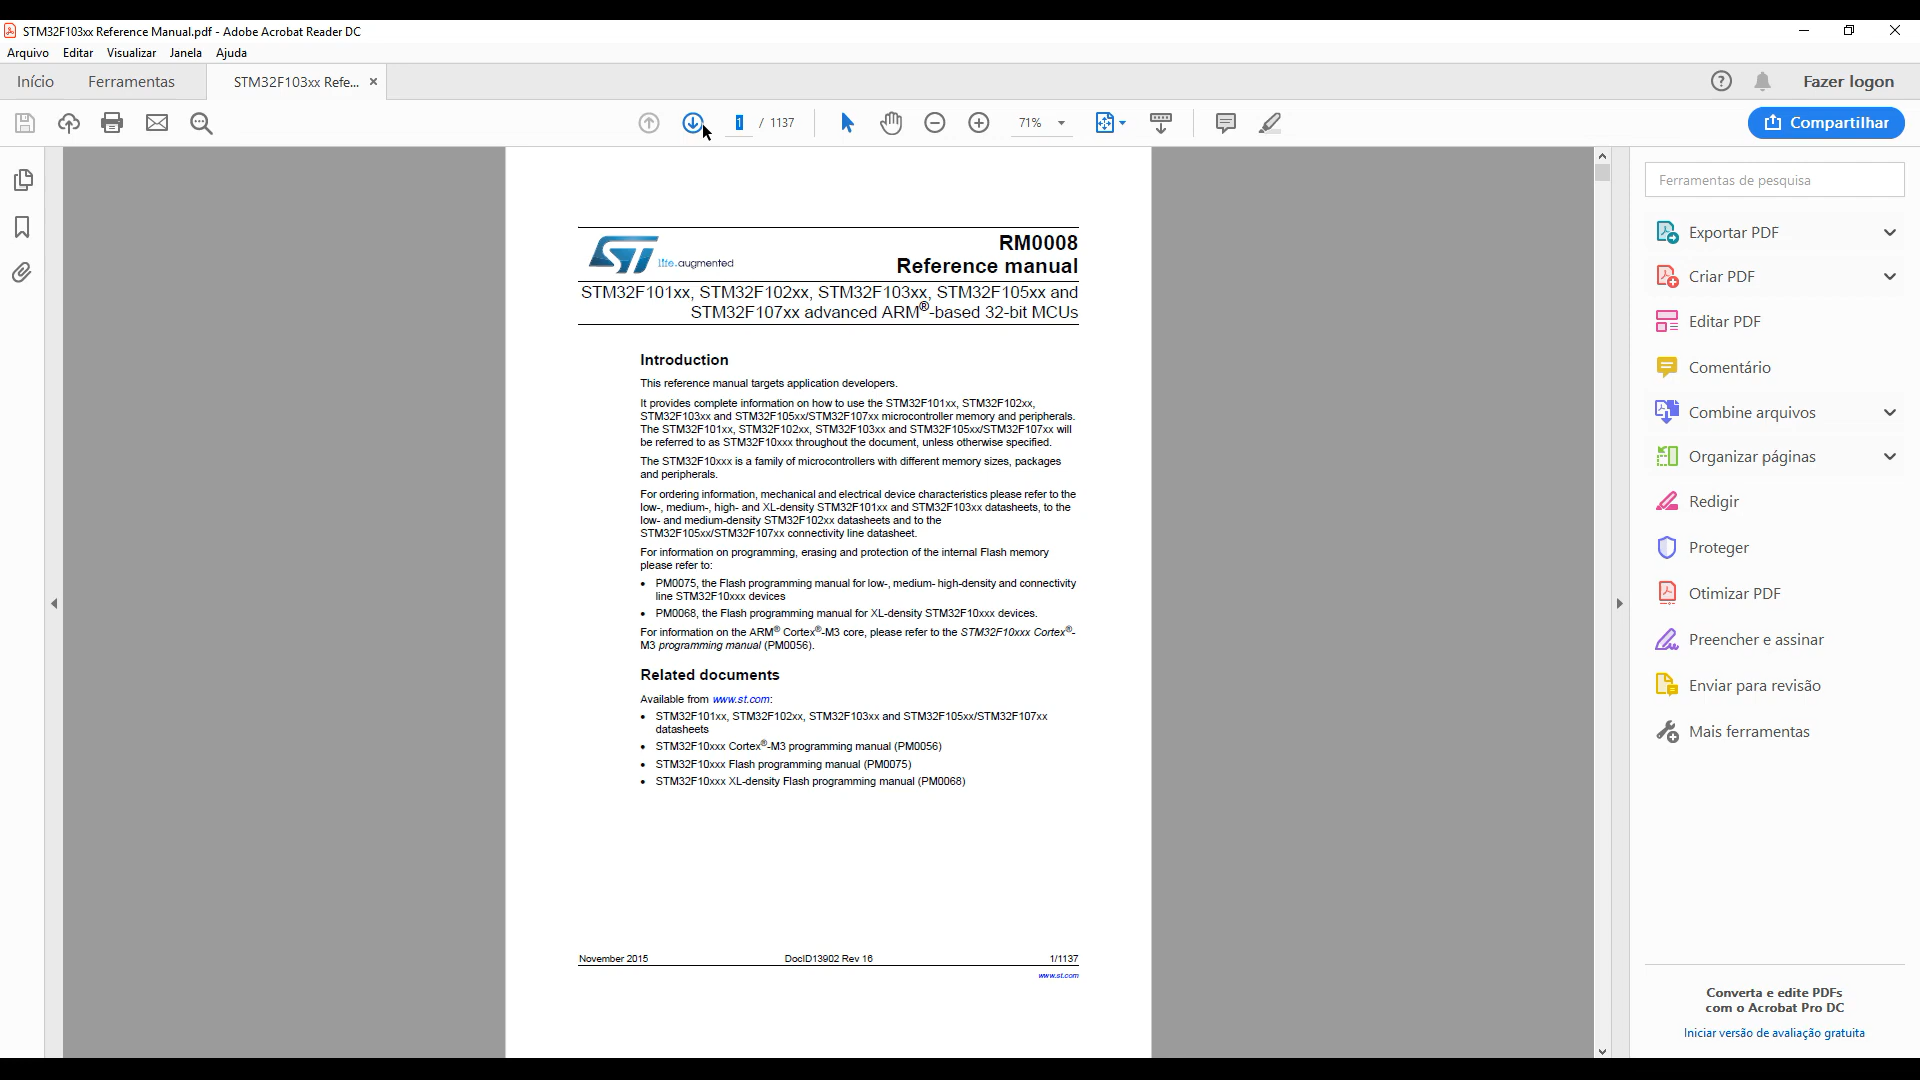 STM32F103xx Reference Manual.pdf - Adobe Acrobat Reader DC
Arquivo Editar Visualizar Janela Ajuda
Início Ferramentas STM32F103xx Refe... Fazer logon
1 / 1137 71% Compartilhar
Ferramentas de pesquisa
Exportar PDF
Criar PDF
Editar PDF
Comentário
Combine arquivos
Organizar páginas
Redigir
Proteger
Otimizar PDF
Preencher e assinar
Enviar para revisão
Mais ferramentas
Converta e edite PDFs
com o Acrobat Pro DC
Iniciar versão de avaliação gratuita
ST life.augmented
RM0008
Reference manual
STM32F101xx, STM32F102xx, STM32F103xx, STM32F105xx and
STM32F107xx advanced ARM®-based 32-bit MCUs
Introduction
This reference manual targets application developers.
It provides complete information on how to use the STM32F101xx, STM32F102xx,
STM32F103xx and STM32F105xx/STM32F107xx microcontroller memory and peripherals.
The STM32F101xx, STM32F102xx, STM32F103xx and STM32F105xx/STM32F107xx will
be referred to as STM32F10xxx throughout the document, unless otherwise specified.
The STM32F10xxx is a family of microcontrollers with different memory sizes, packages
and peripherals.
For ordering information, mechanical and electrical device characteristics please refer to the
low-, medium-, high- and XL-density STM32F101xx and STM32F103xx datasheets, to the
low- and medium-density STM32F102xx datasheets and to the
STM32F105xx/STM32F107xx connectivity line datasheet.
For information on programming, erasing and protection of the internal Flash memory
please refer to:
• PM0075, the Flash programming manual for low-, medium- high-density and connectivity
line STM32F10xxx devices
• PM0068, the Flash programming manual for XL-density STM32F10xxx devices.
For information on the ARM® Cortex®-M3 core, please refer to the STM32F10xxx Cortex®-
M3 programming manual (PM0056).
Related documents
Available from www.st.com:
• STM32F101xx, STM32F102xx, STM32F103xx and STM32F105xx/STM32F107xx
datasheets
• STM32F10xxx Cortex®-M3 programming manual (PM0056)
• STM32F10xxx Flash programming manual (PM0075)
• STM32F10xxx XL-density Flash programming manual (PM0068)
November 2015 DocID13902 Rev 16 1/1137
www.st.com